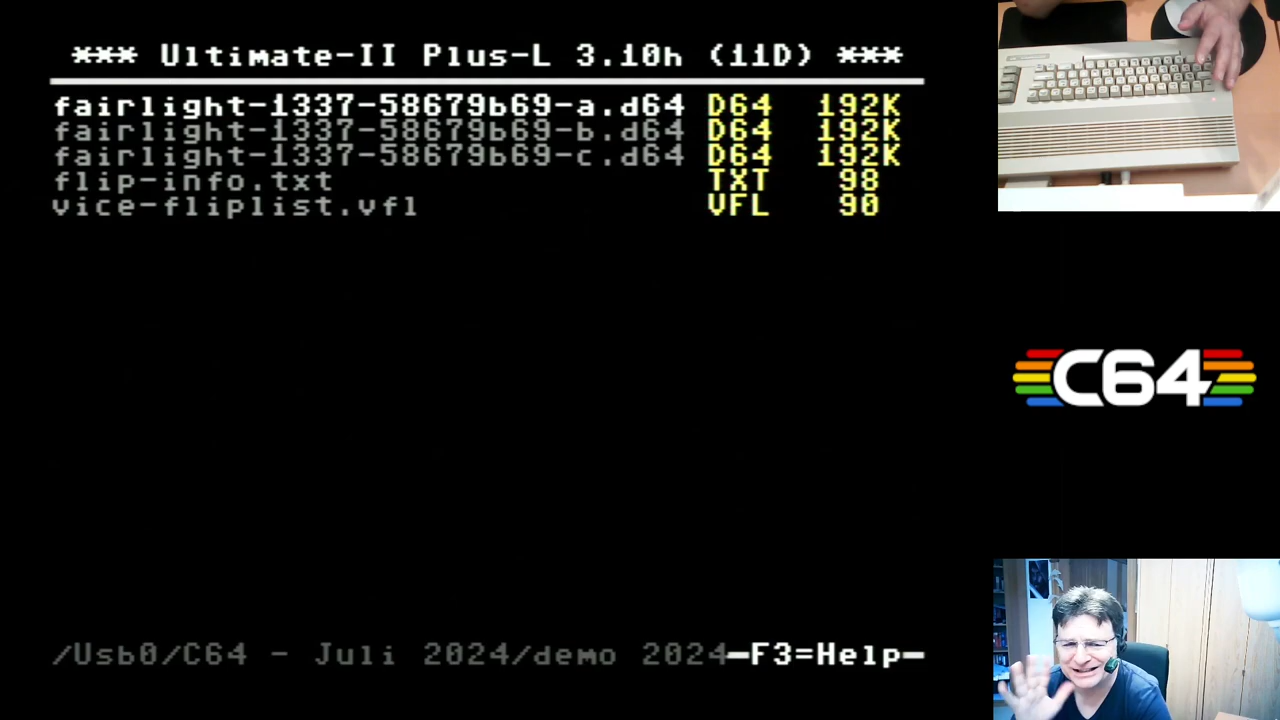 *** Ultimate-II Plus-L 3.10h (11D) ***
fairlight-1337-58679b69-a.d64 D64 192K
fairlight-1337-58679b69-b.d64 D64 192K
fairlight-1337-58679b69-c.d64 D64 192K
flip-info.txt TXT 98
vice-fliplist.vfl VFL 90
C64
/Usb0/C64 - Juli 2024/demo 2024 -F3=Help-